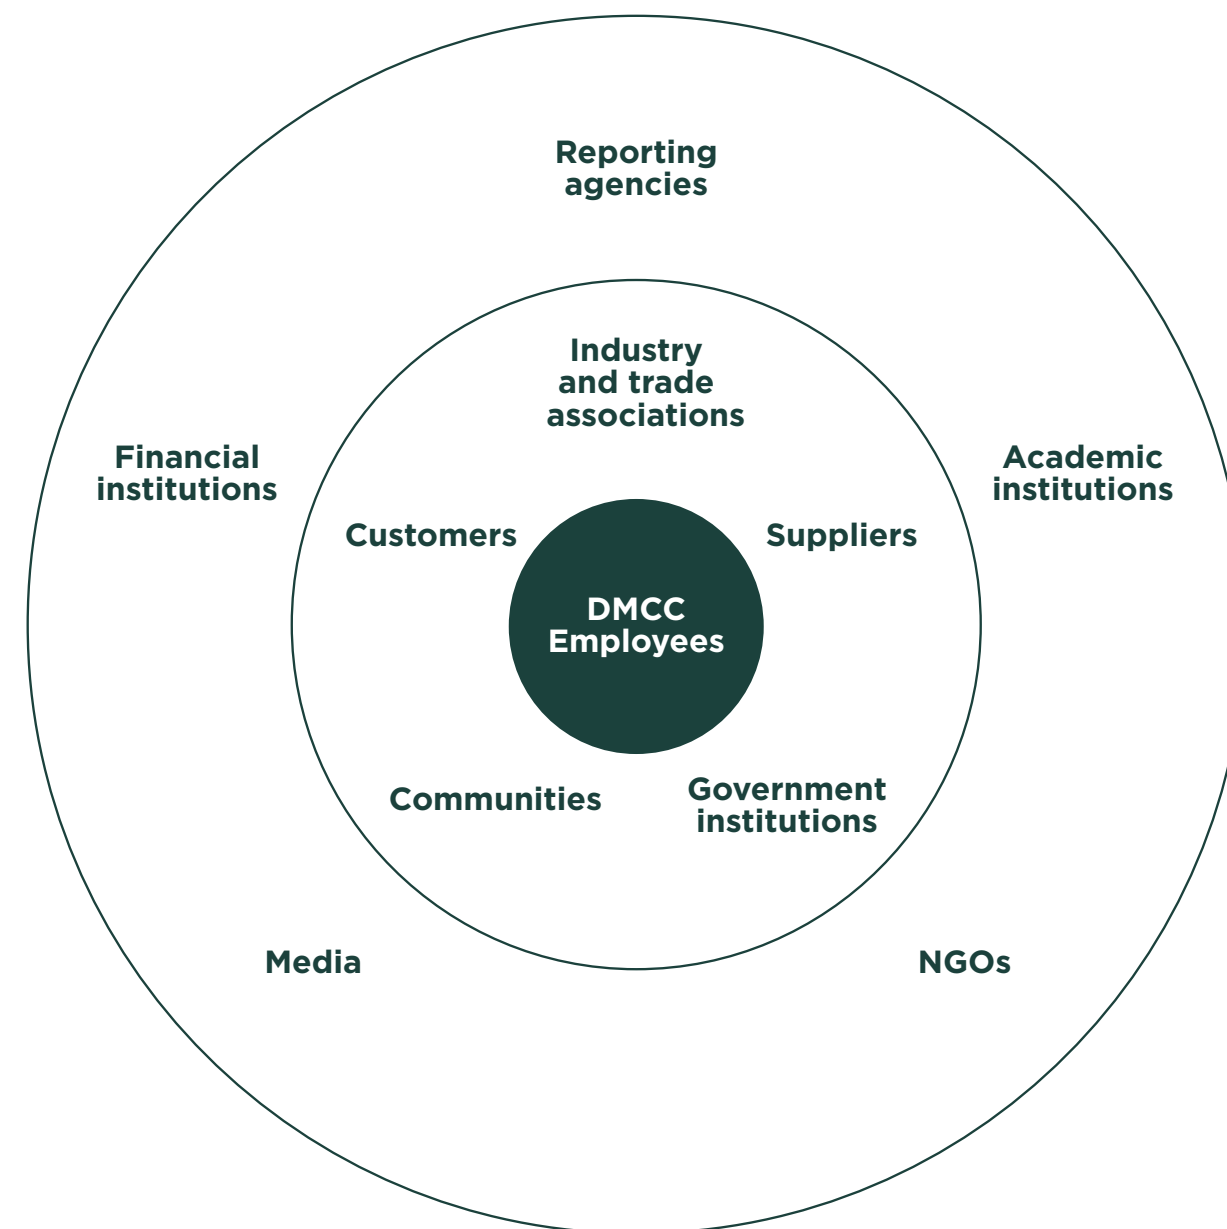 Reporting
agencies
Industry
and trade
associations
Financial
institutions
Academic
institutions
Customers
Suppliers
DMCC
Employees
Communities
Government
institutions
Media
NGOs